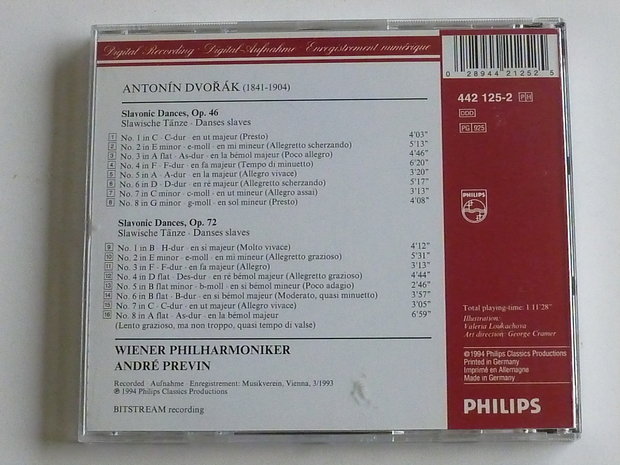 Digital Recording · Digital-Aufnahme · Enregistrement numérique
ANTONÍN DVOŘÁK (1841-1904)
Slavonic Dances, Op. 46
Slawische Tänze · Danses slaves
1 No. 1 in C · C-dur · en ut majeur (Presto) 4'03"
2 No. 2 in E minor · e-moll · en mi mineur (Allegretto scherzando) 5'13"
3 No. 3 in A flat · As-dur · en la bémol majeur (Poco allegro) 4'46"
4 No. 4 in F · F-dur · en fa majeur (Tempo di minuetto) 6'20"
5 No. 5 in A · A-dur · en la majeur (Allegro vivace) 3'20"
6 No. 6 in D · D-dur · en ré majeur (Allegretto scherzando) 5'17"
7 No. 7 in C minor · c-moll · en ut mineur (Allegro assai) 3'13"
8 No. 8 in G minor · g-moll · en sol mineur (Presto) 4'08"
Slavonic Dances, Op. 72
Slawische Tänze · Danses slaves
9 No. 1 in B · H-dur · en si majeur (Molto vivace) 4'12"
10 No. 2 in E minor · e-moll · en mi mineur (Allegretto grazioso) 5'31"
11 No. 3 in F · F-dur · en fa majeur (Allegro) 3'13"
12 No. 4 in D flat · Des-dur · en ré bémol majeur (Allegretto grazioso) 4'44"
13 No. 5 in B flat minor · b-moll · en si bémol mineur (Poco adagio) 2'46"
14 No. 6 in B flat · B-dur · en si bémol majeur (Moderato, quasi minuetto) 3'57"
15 No. 7 in C · C-dur · en ut majeur (Allegro vivace) 3'05"
16 No. 8 in A flat · As-dur · en la bémol majeur 6'59"
(Lento grazioso, ma non troppo, quasi tempo di valse)
WIENER PHILHARMONIKER
ANDRÉ PREVIN
Recorded · Aufnahme · Enregistrement: Musikverein, Vienna, 3/1993
℗ 1994 Philips Classics Productions
BITSTREAM recording
0 28944 21252 5
442 125-2 PH
DDD
PG 925
PHILIPS
Total playing-time: 1 11'28"
Illustration:
Valeria Loukachova
Art direction: George Cramer
©1994 Philips Classics Productions
Printed in Germany
Imprimé en Allemagne
Made in Germany
PHILIPS